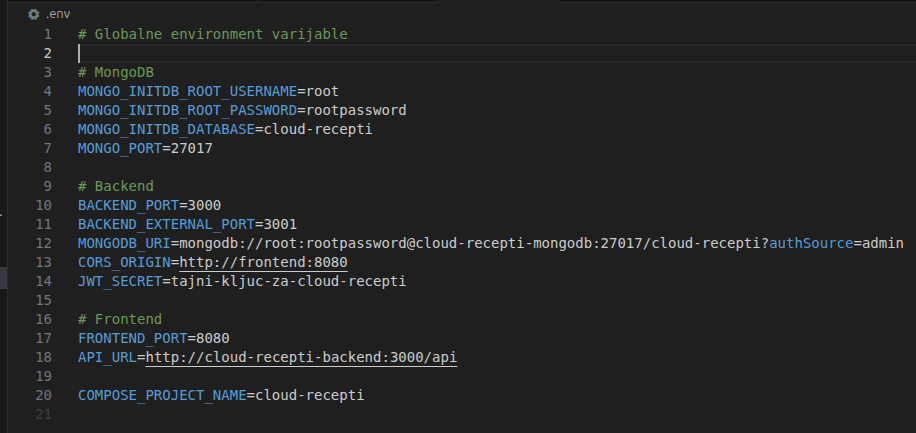 .env
1 # Globalne environment varijable
2
3 # MongoDB
4 MONGO_INITDB_ROOT_USERNAME=root
5 MONGO_INITDB_ROOT_PASSWORD=rootpassword
6 MONGO_INITDB_DATABASE=cloud-recepti
7 MONGO_PORT=27017
8
9 # Backend
10 BACKEND_PORT=3000
11 BACKEND_EXTERNAL_PORT=3001
12 MONGODB_URI=mongodb://root:rootpassword@cloud-recepti-mongodb:27017/cloud-recepti?authSource=admin
13 CORS_ORIGIN=http://frontend:8080
14 JWT_SECRET=tajni-kljuc-za-cloud-recepti
15
16 # Frontend
17 FRONTEND_PORT=8080
18 API_URL=http://cloud-recepti-backend:3000/api
19
20 COMPOSE_PROJECT_NAME=cloud-recepti
21